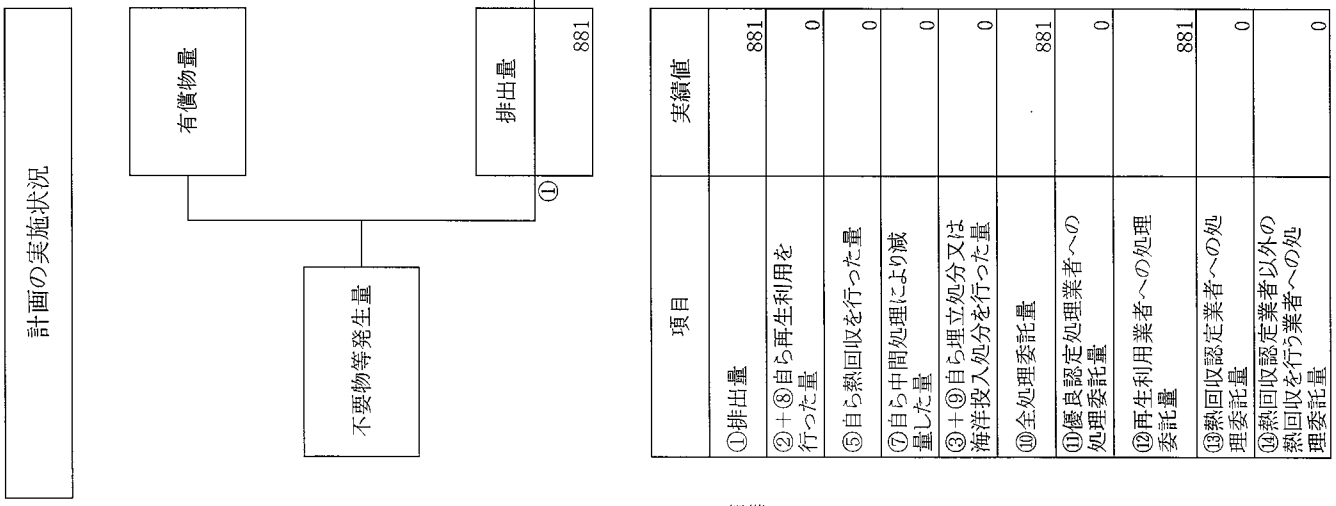 計画の実施状況
有償物量
不要物等発生量
①
排出量
881
項目
実績値
①排出量
881
②+⑧自ら再生利用を
行った量
0
⑤自ら熱回収を行った量
0
⑦自ら中間処理により減
量した量
0
③+⑨自ら埋立処分又は
海洋投入処分を行った量
0
⑩全処理委託量
881
⑪優良認定処理業者への
処理委託量
0
⑫再生利用業者への処理
委託量
881
⑬熱回収認定業者への処
理委託量
0
⑭熱回収認定業者以外の
熱回収を行う業者への処
理委託量
0